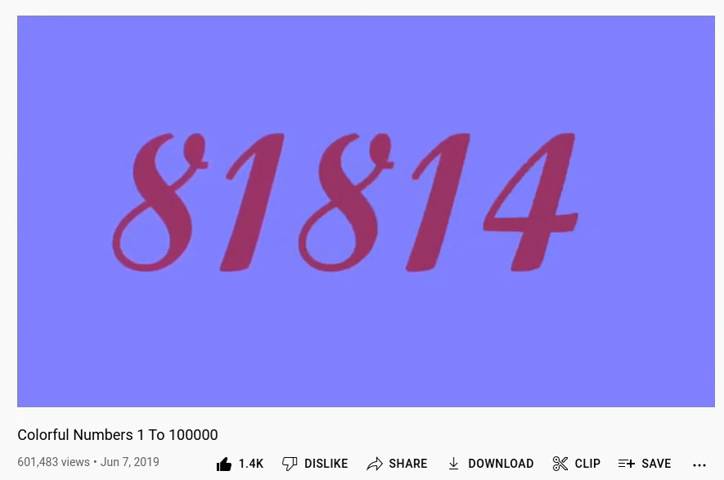 81814
Colorful Numbers 1 To 100000
601,483 views • Jun 7, 2019 1.4K DISLIKE SHARE DOWNLOAD CLIP SAVE